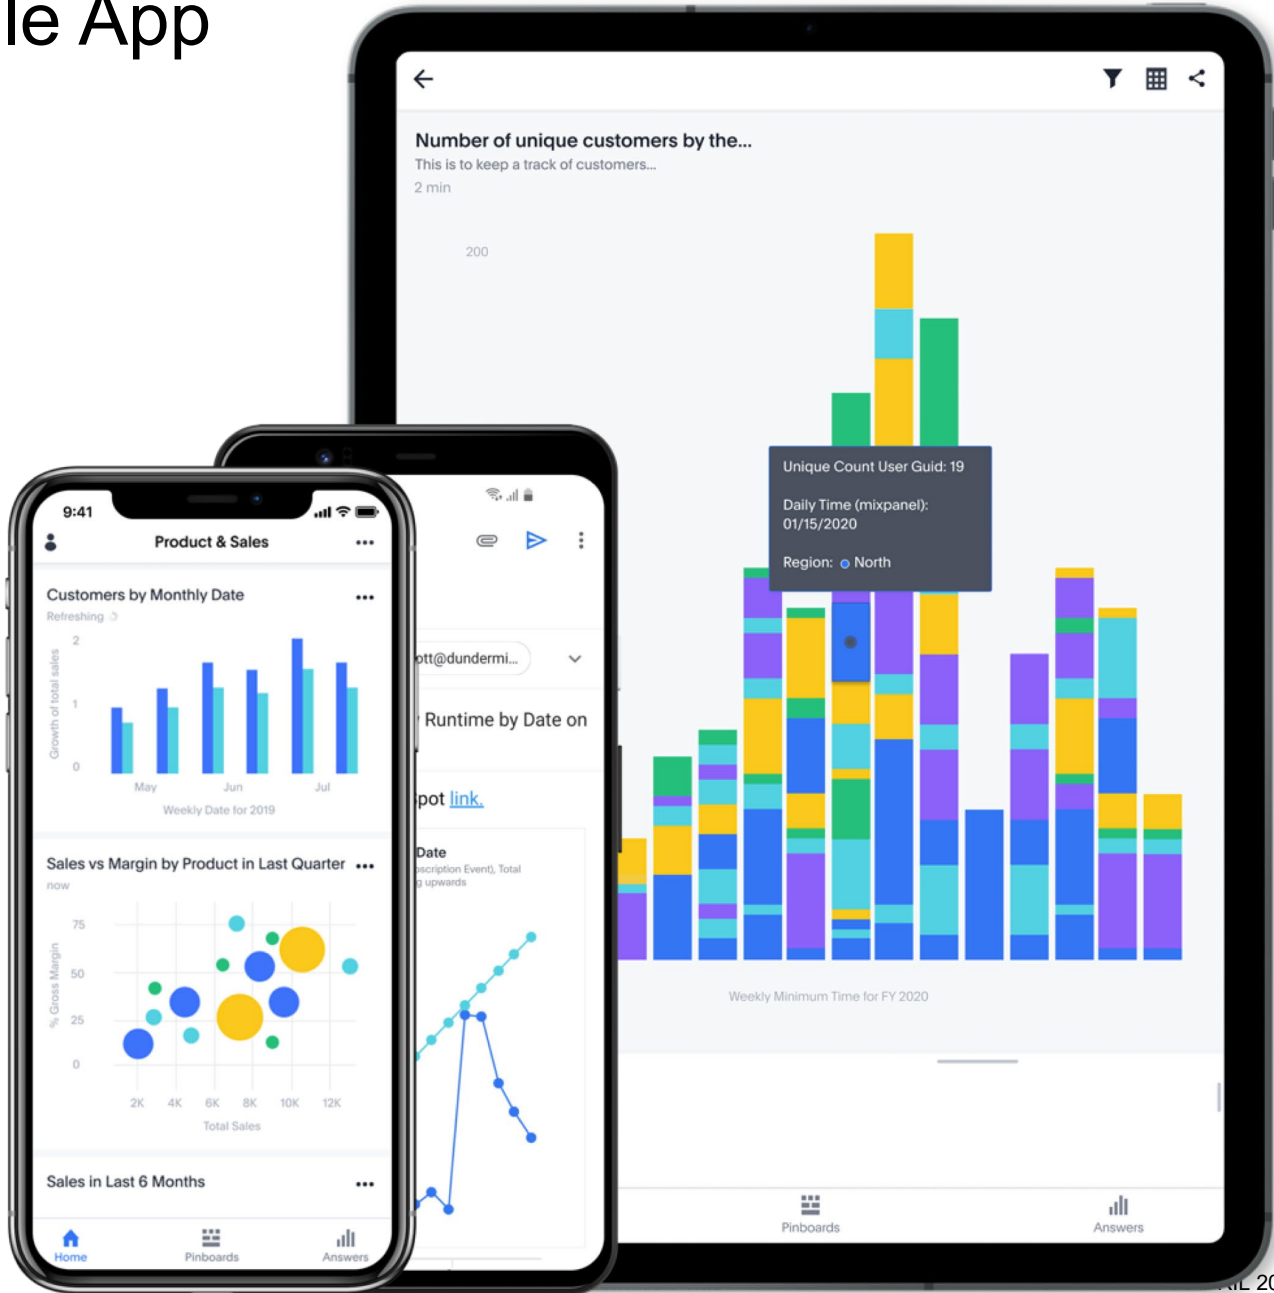 le App
Number of unique customers by the...
This is to keep a track of customers...
2 min
200
Unique Count User Guid: 19
Daily Time (mixpanel):
01/15/2020
Region: North
Weekly Minimum Time for FY 2020
Pinboards
Answers
ott@dundermi...
Runtime by Date on
pot link.
Date
scription Event), Total
g upwards
9:41
Product & Sales
Customers by Monthly Date
Refreshing
Growth of total sales
2
1
0
May Jun Jul
Weekly Date for 2019
Sales vs Margin by Product in Last Quarter
now
% Gross Margin
75
50
25
0
2K 4K 6K 8K 10K 12K
Total Sales
Sales in Last 6 Months
Home Pinboards Answers